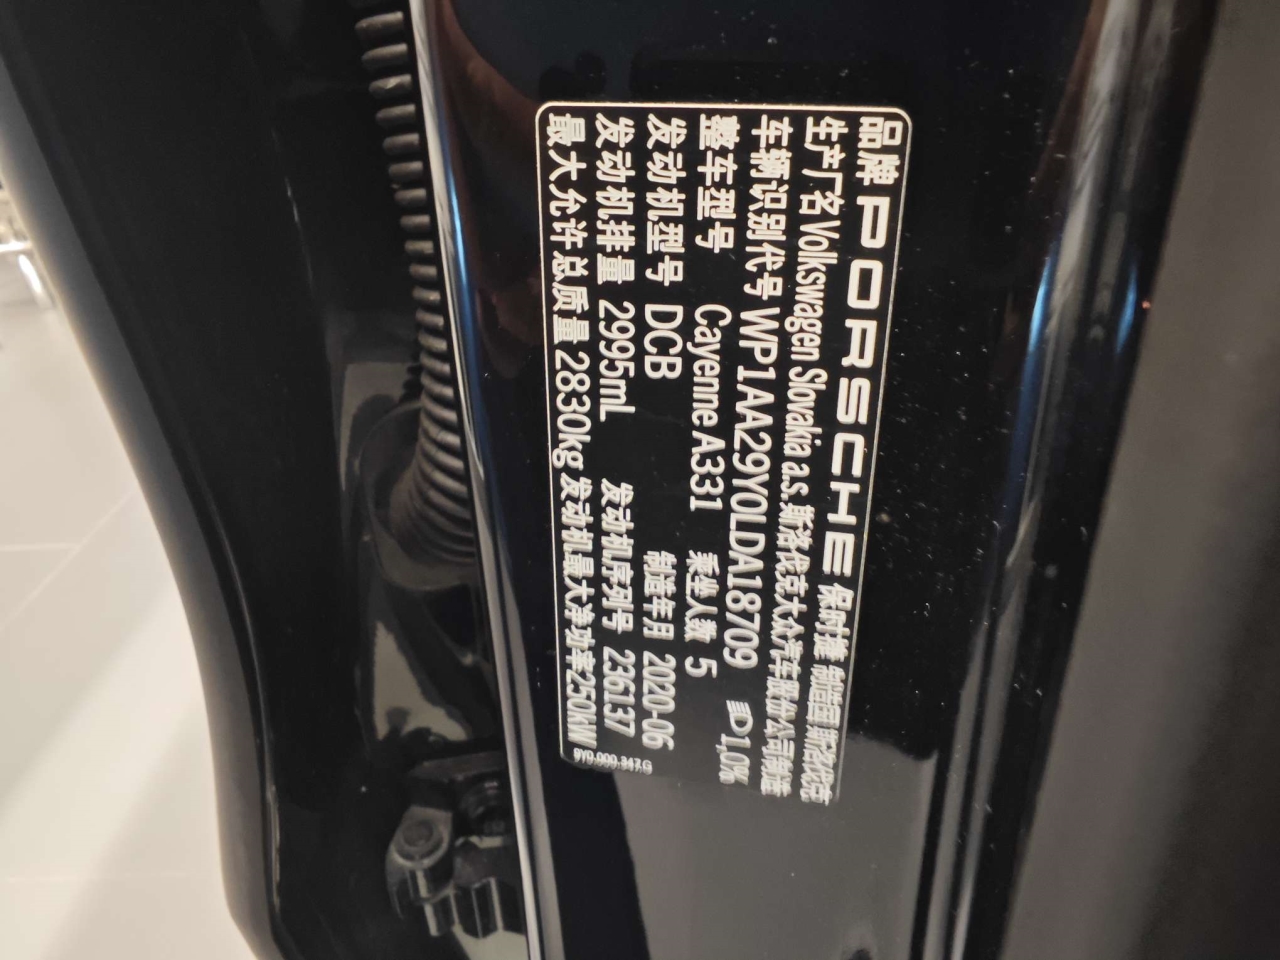 品牌 PORSCHE 保时捷 制造国 斯洛伐克
生产厂名 Volkswagen Slovakia a.s.斯洛伐克大众汽车股份公司制造
车辆识别代号 WP1AA29Y0LDA18709 1,0%
整车型号 Cayenne A331 乘坐人数 5
发动机型号 DCB 制造年月 2020-06
发动机排量 2995mL 发动机序列号 236137
最大允许总质量 2830kg 发动机最大净功率250kW
9Y0.000.347.G